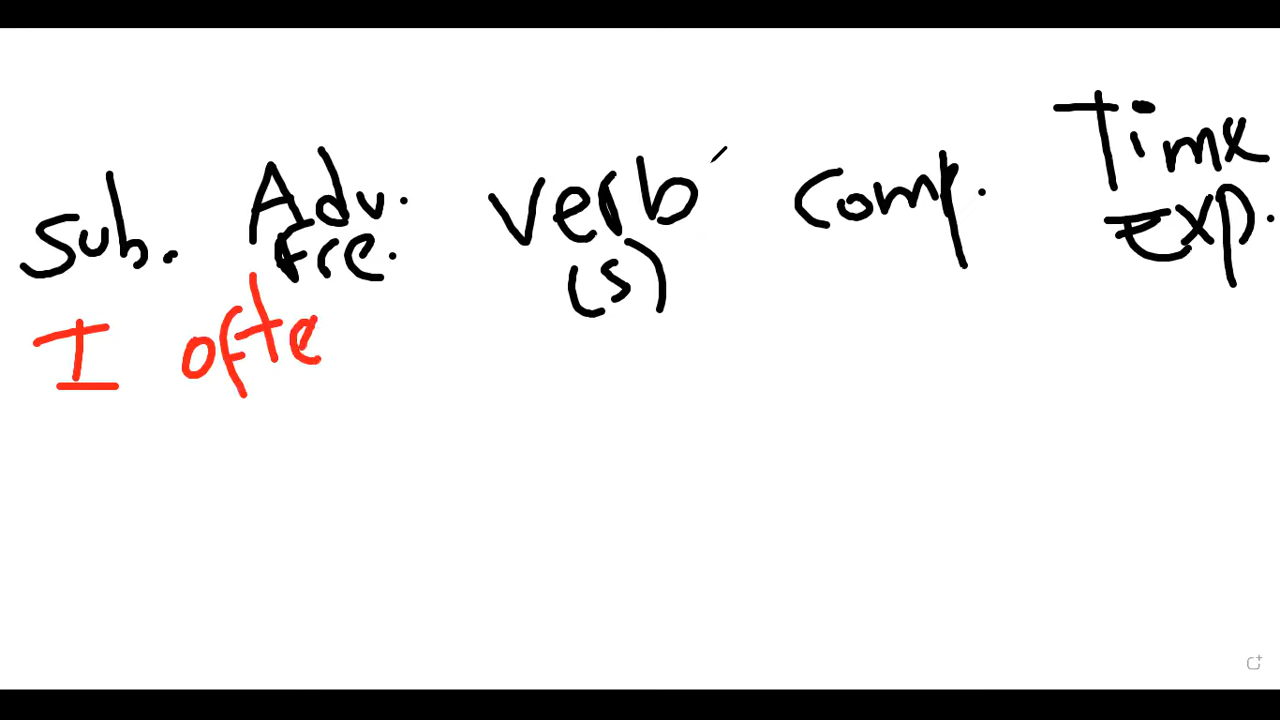 Sub. Adv. Fre. verb (s) comp. Time Exp.
I ofte